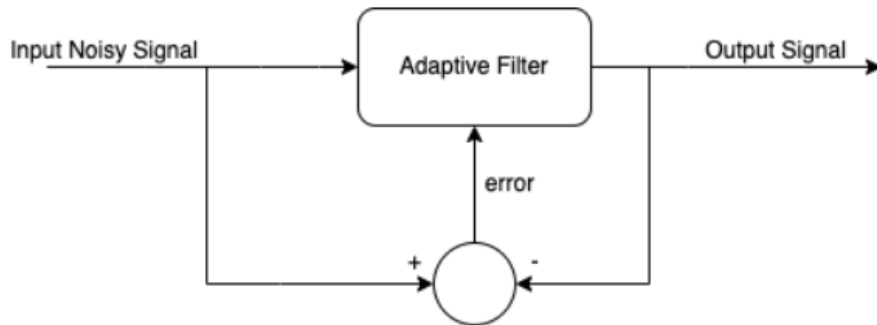 Input Noisy Signal
Adaptive Filter
Output Signal
error
+
-